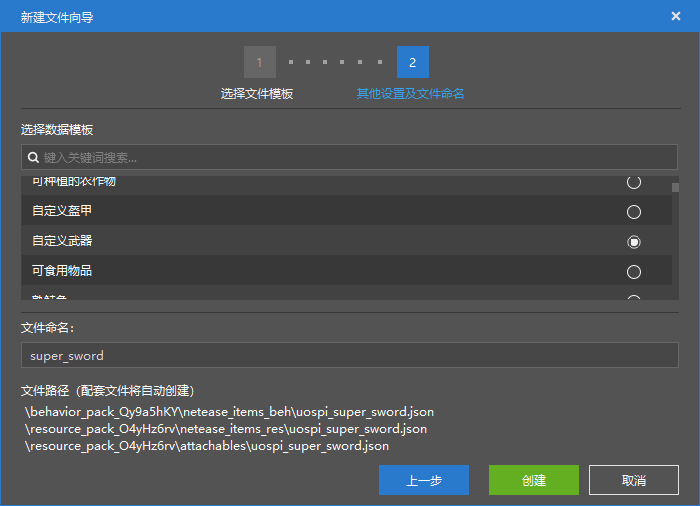 新建文件向导
1
2
选择文件模板
其他设置及文件命名
选择数据模板
键入关键词搜索...
可种植的农作物
自定义盔甲
自定义武器
可食用物品
文件命名:
super_sword
文件路径（配套文件将自动创建）
\behavior_pack_Qy9a5hKY\netease_items_beh\uospi_super_sword.json
\resource_pack_O4yHz6rv\netease_items_res\uospi_super_sword.json
\resource_pack_O4yHz6rv\attachables\uospi_super_sword.json
上一步
创建
取消